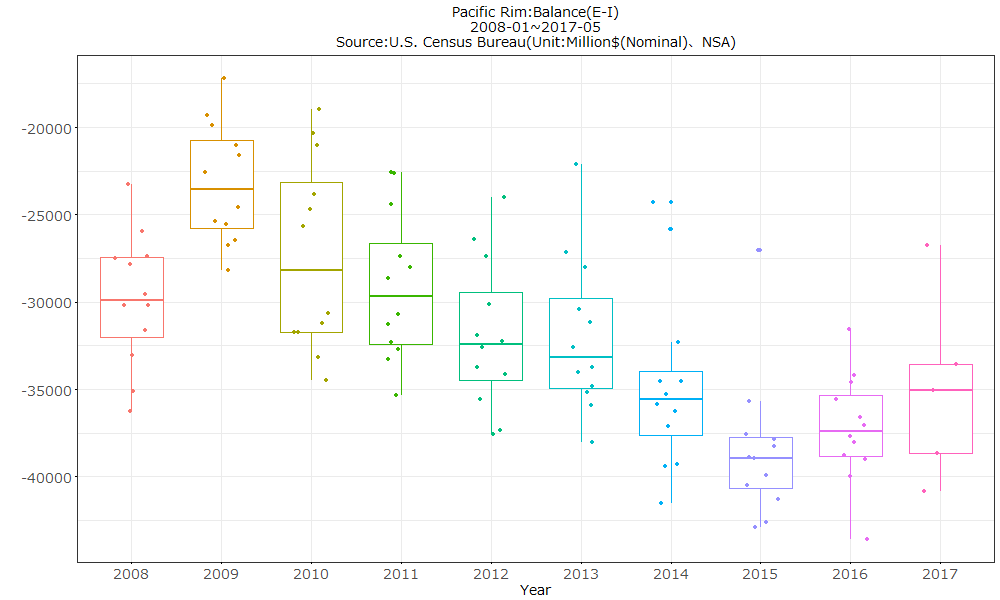 Pacific Rim:Balance(E-I)
2008-01~2017-05
Source:U.S. Census Bureau(Unit:Million$(Nominal)、NSA)
-20000
-25000
-30000
-35000
-40000
2008 2009 2010 2011 2012 2013 2014 2015 2016 2017
Year